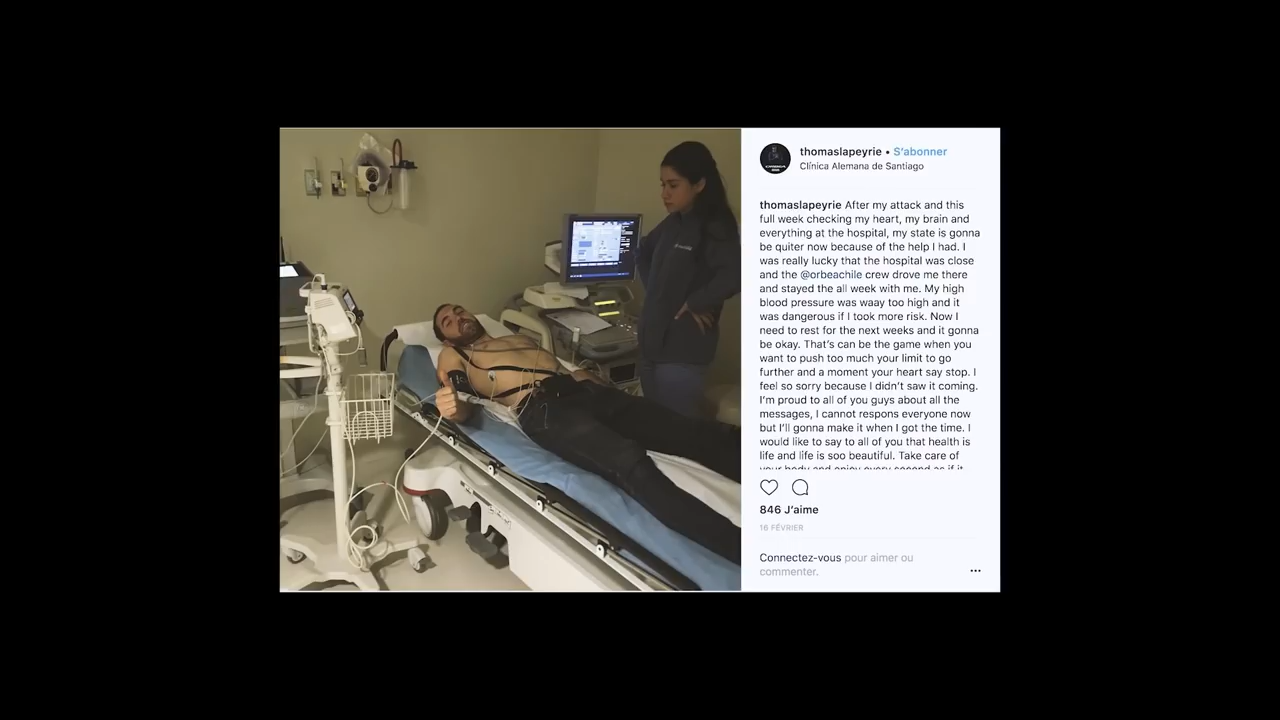 thomaslapeyrie • S'abonner
Clínica Alemana de Santiago
thomaslapeyrie After my attack and this
full week checking my heart, my brain and
everything at the hospital, my state is gonna
be quiter now because of the help I had. I
was really lucky that the hospital was close
and the @orbeachile crew drove me there
and stayed the all week with me. My high
blood pressure was waay too high and it
was dangerous if I took more risk. Now I
need to rest for the next weeks and it gonna
be okay. That's can be the game when you
want to push too much your limit to go
further and a moment your heart say stop. I
feel so sorry because I didn't saw it coming.
I'm proud to all of you guys about all the
messages, I cannot respons everyone now
but I'll gonna make it when I got the time. I
would like to say to all of you that health is
life and life is soo beautiful. Take care of
your body and enjoy every second as if it
846 J'aime
16 FÉVRIER
Connectez-vous pour aimer ou
commenter.